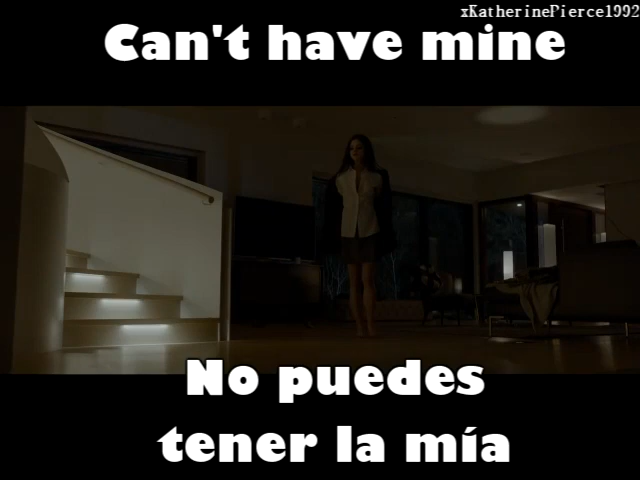 xKatherinePierce1992
Can't have mine
No puedes
tener la mía